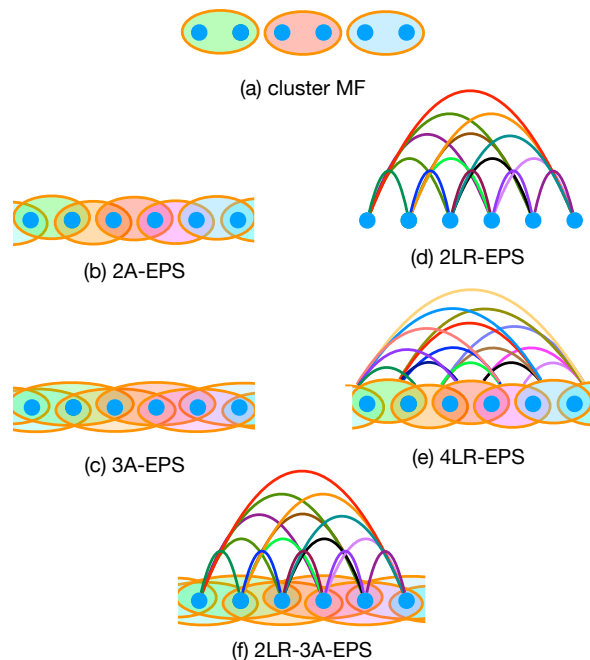 (a) cluster MF
(b) 2A-EPS
(d) 2LR-EPS
(c) 3A-EPS
(e) 4LR-EPS
(f) 2LR-3A-EPS